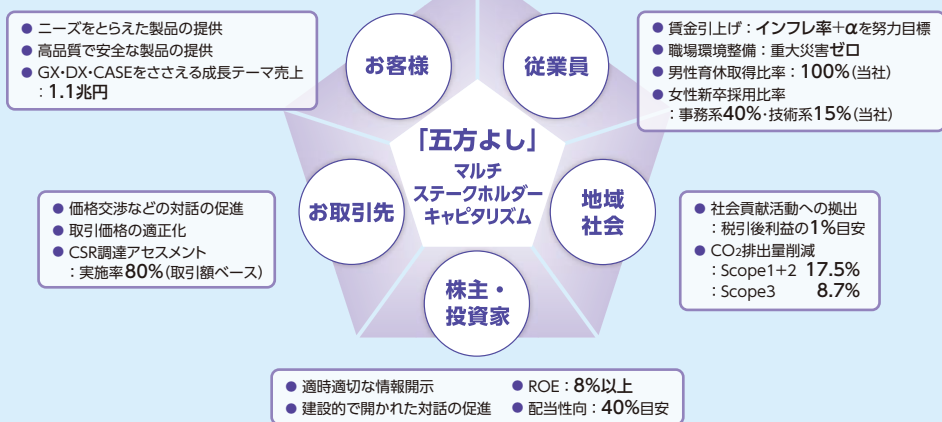 ● ニーズをとらえた製品の提供
● 高品質で安全な製品の提供
● GX・DX・CASEをささえる成長テーマ売上
：1.1兆円
お客様
従業員
● 賃金引上げ：インフレ率+αを努力目標
● 職場環境整備：重大災害ゼロ
● 男性育休取得比率：100%(当社)
● 女性新卒採用比率
：事務系40%・技術系15%(当社)
「五方よし」
マルチ
ステークホルダー
キャピタリズム
● 価格交渉などの対話の促進
● 取引価格の適正化
● CSR調達アセスメント
：実施率80%(取引額ベース)
お取引先
地域
社会
● 社会貢献活動への拠出
：税引後利益の1%目安
● CO₂排出量削減
：Scope1+2 17.5%
：Scope3 8.7%
株主・
投資家
● 適時適切な情報開示
● 建設的で開かれた対話の促進
● ROE：8%以上
● 配当性向：40%目安